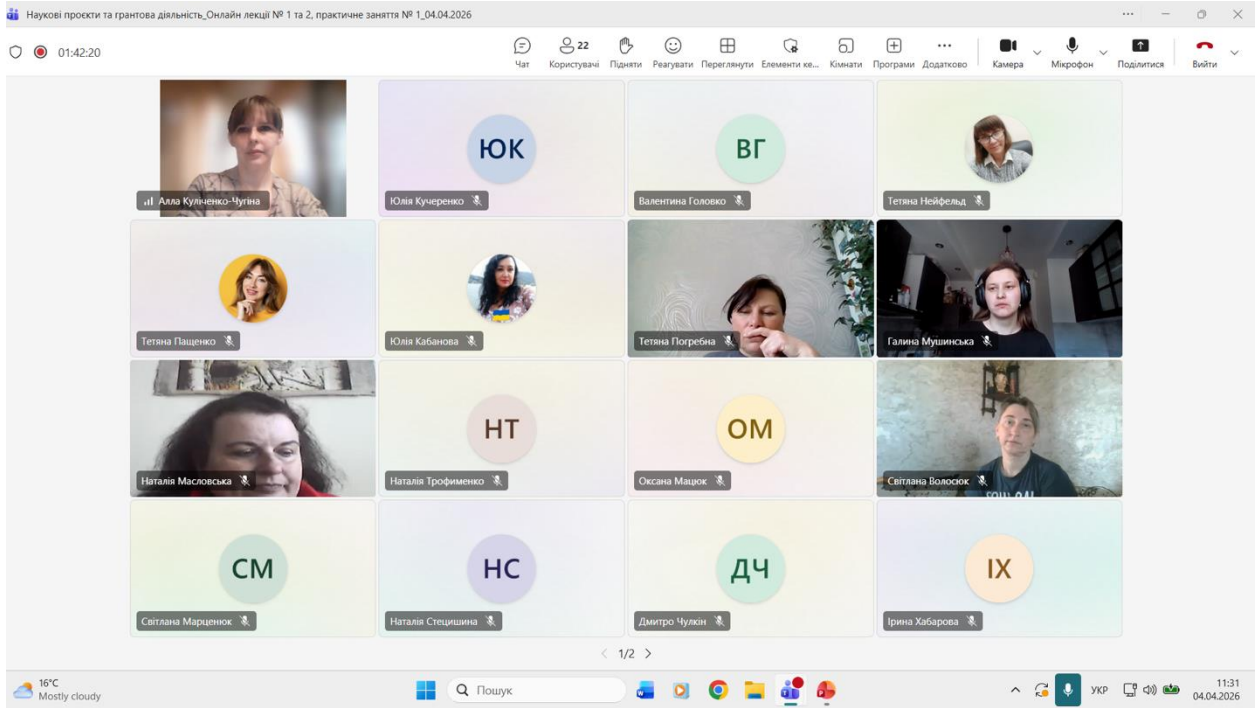 Наукові проєкти та грантова діяльність_Онлайн лекції № 1 та 2, практичне заняття № 1_04.04.2026
01:42:20
Чат
22
Користувачі
Підняти
Реагувати
Переглянути
Елементи ке...
Кімнати
Програми
Додатково
Камера
Мікрофон
Поділитися
Вийти
Алла Куліченко-Чугіна
ЮК
Юлія Кучеренко
ВГ
Валентина Головко
Тетяна Нейфельд
Тетяна Пащенко
Юлія Кабанова
Тетяна Погребна
Галина Мушинська
Наталія Масловська
НТ
Наталія Трофименко
ОМ
Оксана Мацюк
Світлана Волосюк
СМ
Світлана Марценюк
НС
Наталія Стецишина
ДЧ
Дмитро Чулкін
ІХ
Ірина Хабарова
1/2
16°C
Mostly cloudy
Пошук
УКР
11:31
04.04.2026